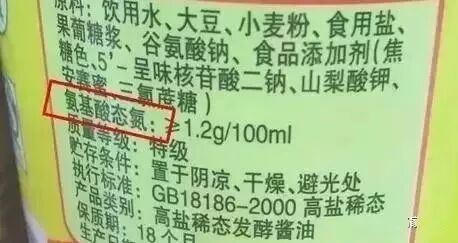 原料：饮用水、大豆、小麦粉、食用盐、
果葡糖浆、谷氨酸钠、食品添加剂(焦
糖色、5'-呈味核苷酸二钠、山梨酸钾、
安赛蜜、三氯蔗糖)
氨基酸态氮：≥1.2g/100ml
质量等级：特级
贮存条件：置于阴凉、干燥、避光处
执行标准：GB18186-2000 高盐稀态
产品类别：高盐稀态发酵酱油
保质期：18个月